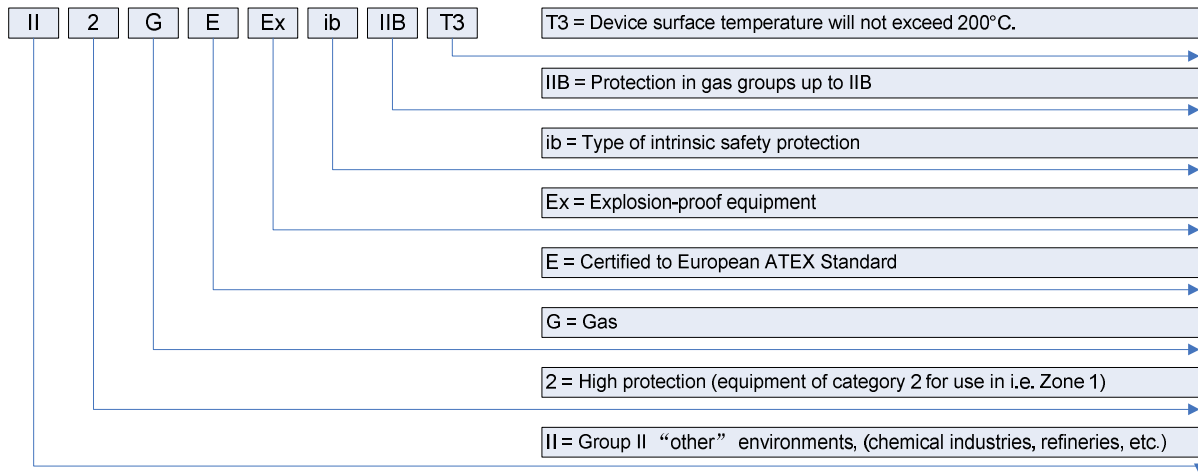 II 2 G E Ex ib IIB T3
T3 = Device surface temperature will not exceed 200°C.
IIB = Protection in gas groups up to IIB
ib = Type of intrinsic safety protection
Ex = Explosion-proof equipment
E = Certified to European ATEX Standard
G = Gas
2 = High protection (equipment of category 2 for use in i.e. Zone 1)
II = Group II “other” environments, (chemical industries, refineries, etc.)